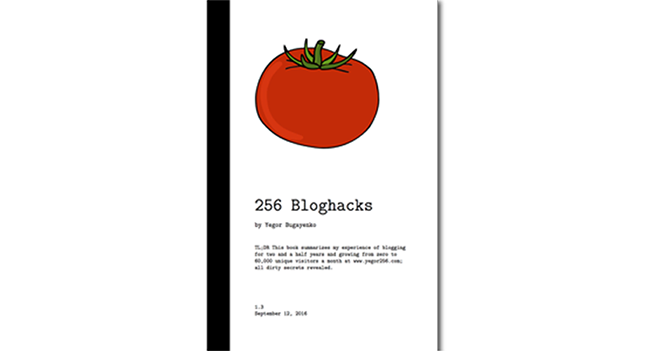 256 Bloghacks
by Yegor Bugayenko
TL;DR This book summarizes my experience of blogging
for two and a half years and growing from zero to
60,000 unique visitors a month at www.yegor256.com;
all dirty secrets revealed.
1.3
September 12, 2016